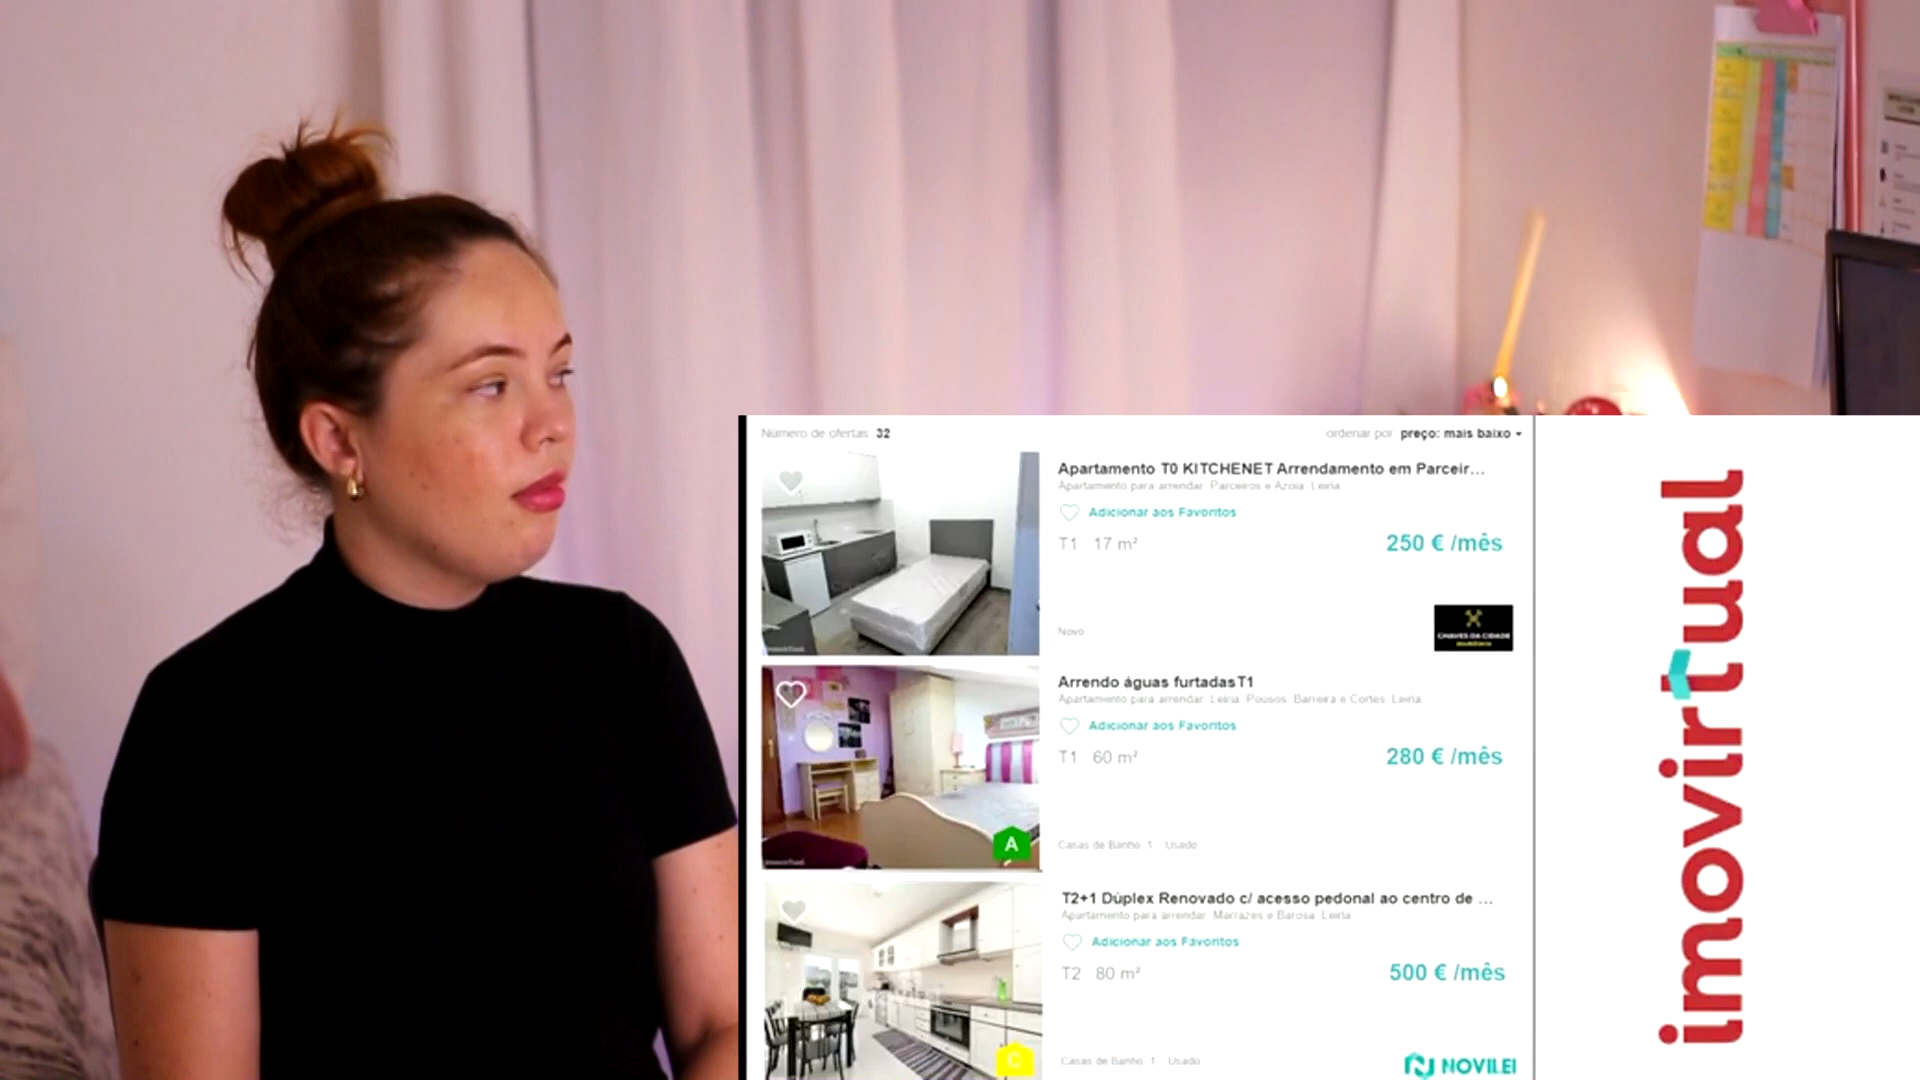 Número de ofertas 32
ordenar por preço: mais baixo
Apartamento T0 KITCHENET Arrendamento em Parceir...
Apartamento para arrendar Parceiros e Azoia Leiria
Adicionar aos Favoritos
T1 17 m²
250 € /mês
Novo
CHAVES DA CIDADE
Arrendo águas furtadasT1
Apartamento para arrendar Leiria Pousos Barreira e Cortes Leiria
Adicionar aos Favoritos
T1 60 m²
280 € /mês
A
Casas de Banho 1 Usado
T2+1 Dúplex Renovado c/ acesso pedonal ao centro de ...
Apartamento para arrendar Marrazes e Barosa Leiria
Adicionar aos Favoritos
T2 80 m²
500 € /mês
C
Casas de Banho 1 Usado
NOVILEI
imovirtual